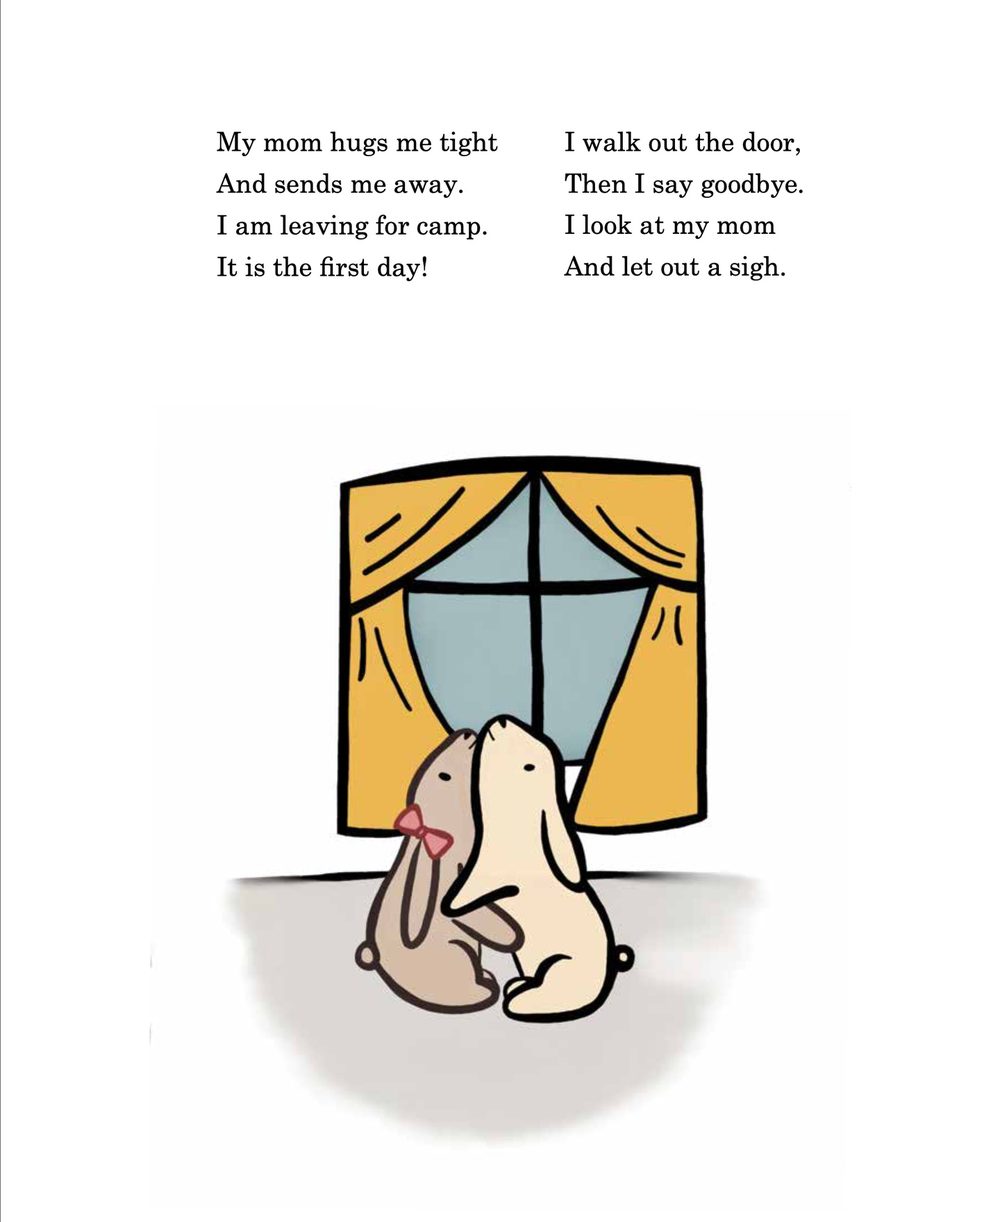 My mom hugs me tight
And sends me away.
I am leaving for camp.
It is the first day!
I walk out the door,
Then I say goodbye.
I look at my mom
And let out a sigh.